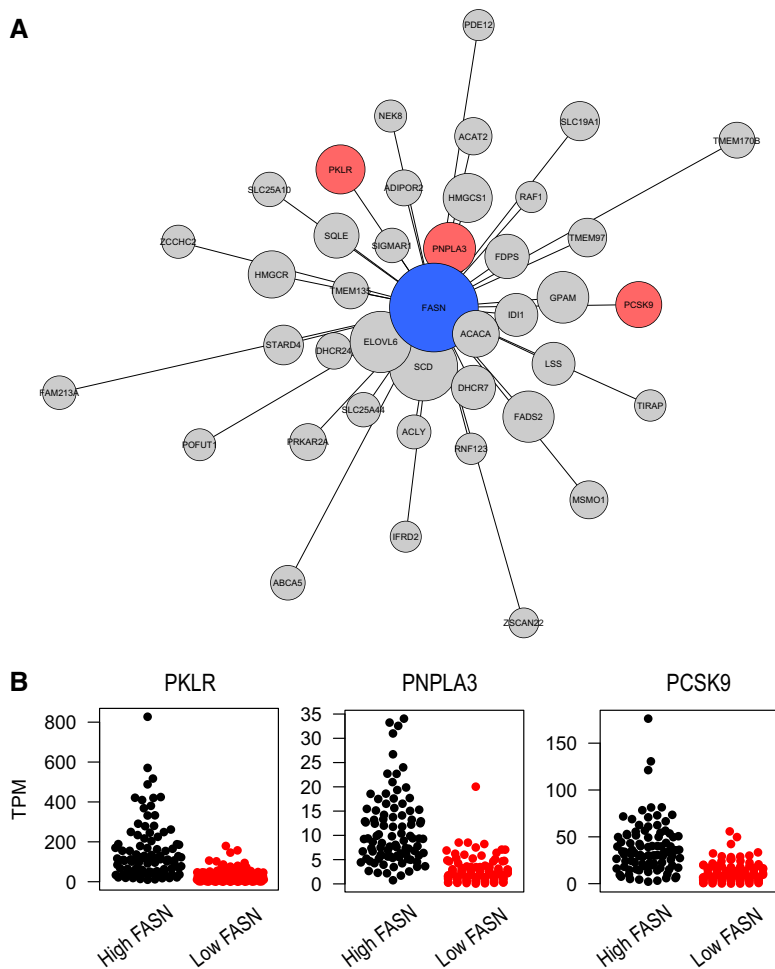 A
PDE12
NEK8
SLC19A1
ACAT2
TMEM170B
PKLR
SLC25A10
ADIPOR2
HMGCS1
RAF1
SQLE
SIGMAR1
PNPLA3
TMEM97
ZCCHC2
FDPS
HMGCR
TMEM135
GPAM
PCSK9
FASN
IDI1
STARD4
DHCR24
ELOVL6
ACACA
SCD
LSS
FAM213A
DHCR7
SLC25A44
TIRAP
FADS2
POFUT1
PRKAR2A
ACLY
RNF123
MSMO1
IFRD2
ABCA5
ZSCAN22
B
PKLR
PNPLA3
PCSK9
TPM
800
600
400
200
0
High FASN
Low FASN
35
30
25
20
15
10
5
0
High FASN
Low FASN
150
100
50
0
High FASN
Low FASN